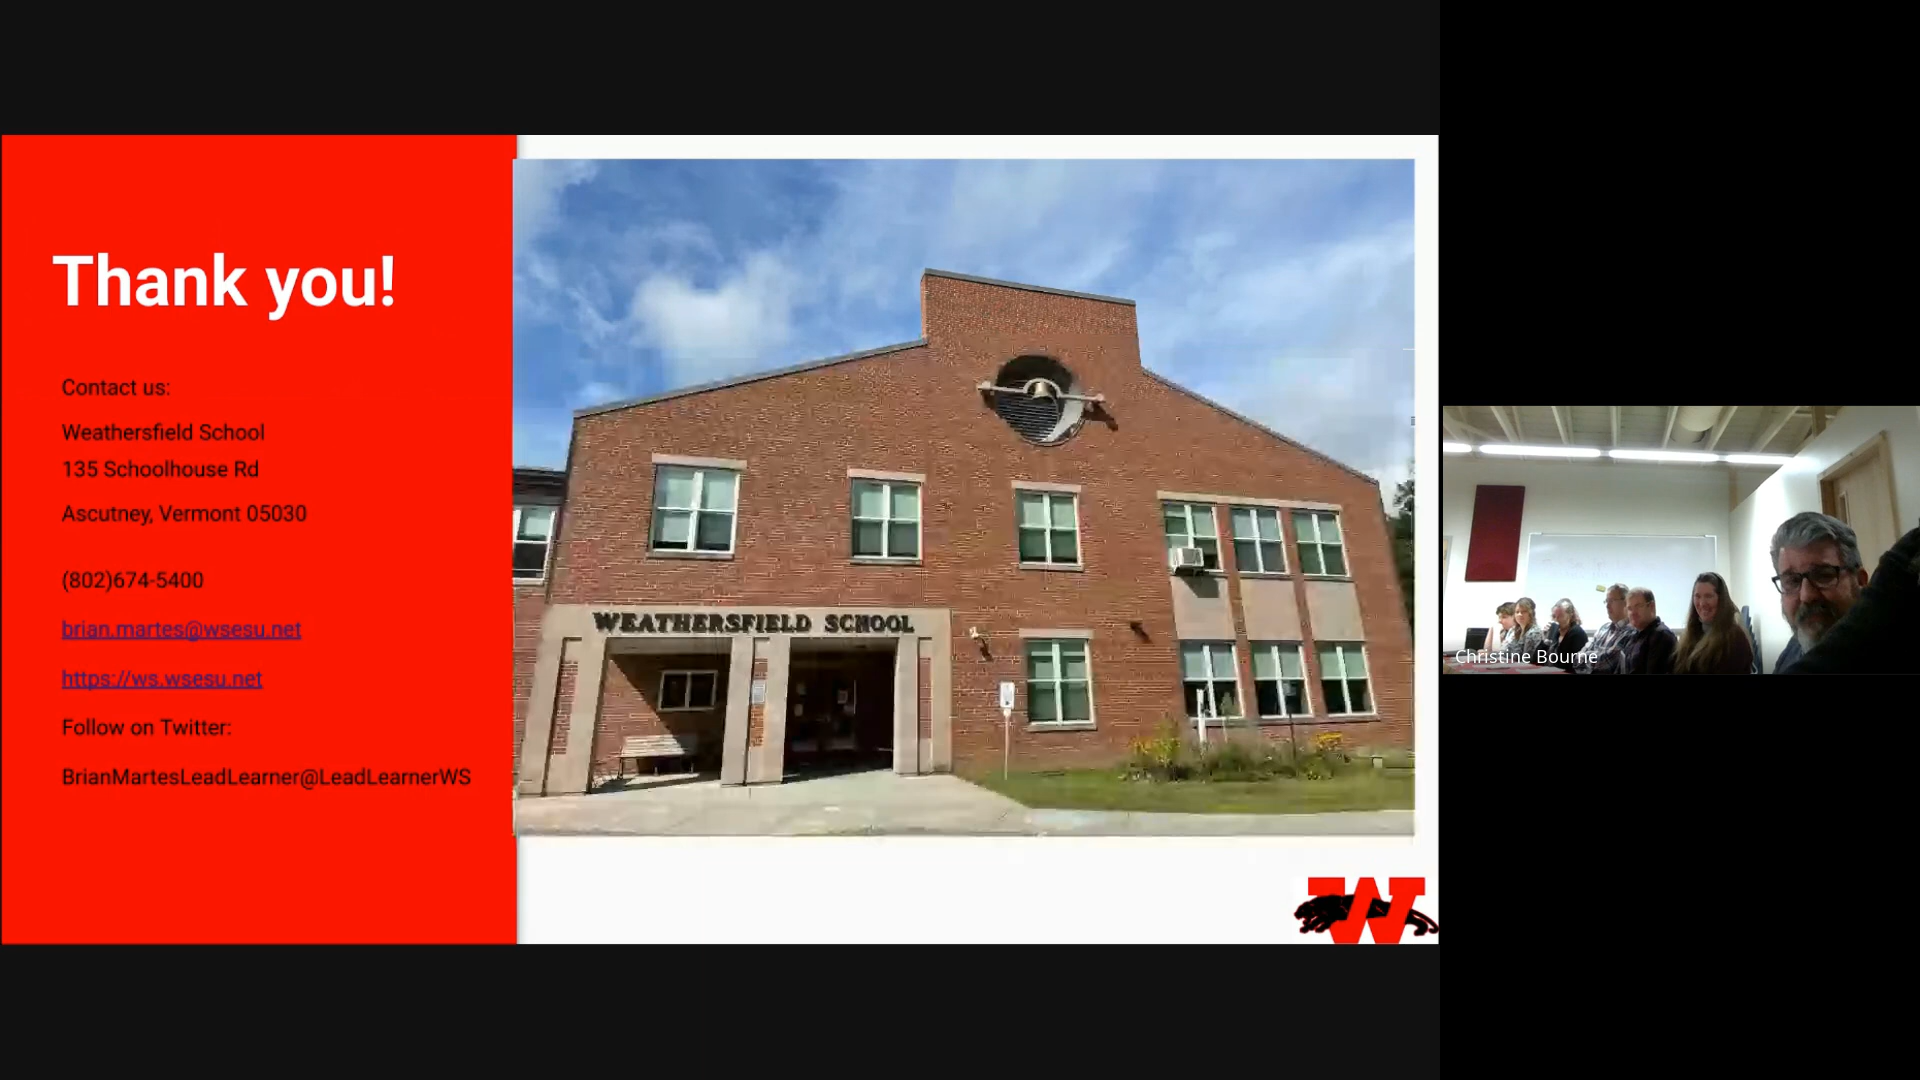 Thank you!
Contact us:
Weathersfield School
135 Schoolhouse Rd
Ascutney, Vermont 05030
(802)674-5400
brian.martes@wsesu.net
https://ws.wsesu.net
Follow on Twitter:
BrianMartesLeadLearner@LeadLearnerWS
WEATHERSFIELD SCHOOL
W
Christine Bourne